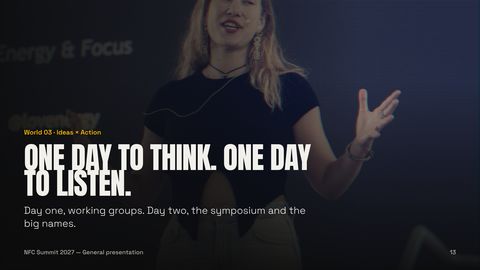 Energy & Focus
World 03 · Ideas × Action
ONE DAY TO THINK. ONE DAY
TO LISTEN.
Day one, working groups. Day two, the symposium and the
big names.
NFC Summit 2027 — General presentation
13